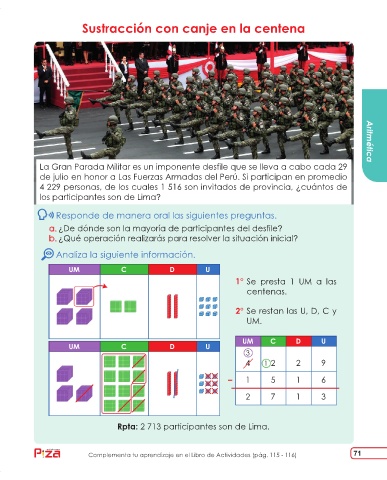 Sustracción con canje en la centena
Aritmética
La Gran Parada Militar es un imponente desfile que se lleva a cabo cada 29
de julio en honor a Las Fuerzas Armadas del Perú. Si participan en promedio
4 229 personas, de los cuales 1 516 son invitados de provincia, ¿cuántos de
los participantes son de Lima?
Responde de manera oral las siguientes preguntas.
a. ¿De dónde son la mayoría de participantes del desfile?
b. ¿Qué operación realizarás para resolver la situación inicial?
Analiza la siguiente información.
UM C D U
1° Se presta 1 UM a las
centenas.
2° Se restan las U, D, C y
UM.
UM C D U
UM C D U
3
4 12 2 9
- 1 5 1 6
2 7 1 3
Rpta: 2 713 participantes son de Lima.
Piza
Complementa tu aprendizaje en el Libro de Actividades (pág. 115 - 116)
71